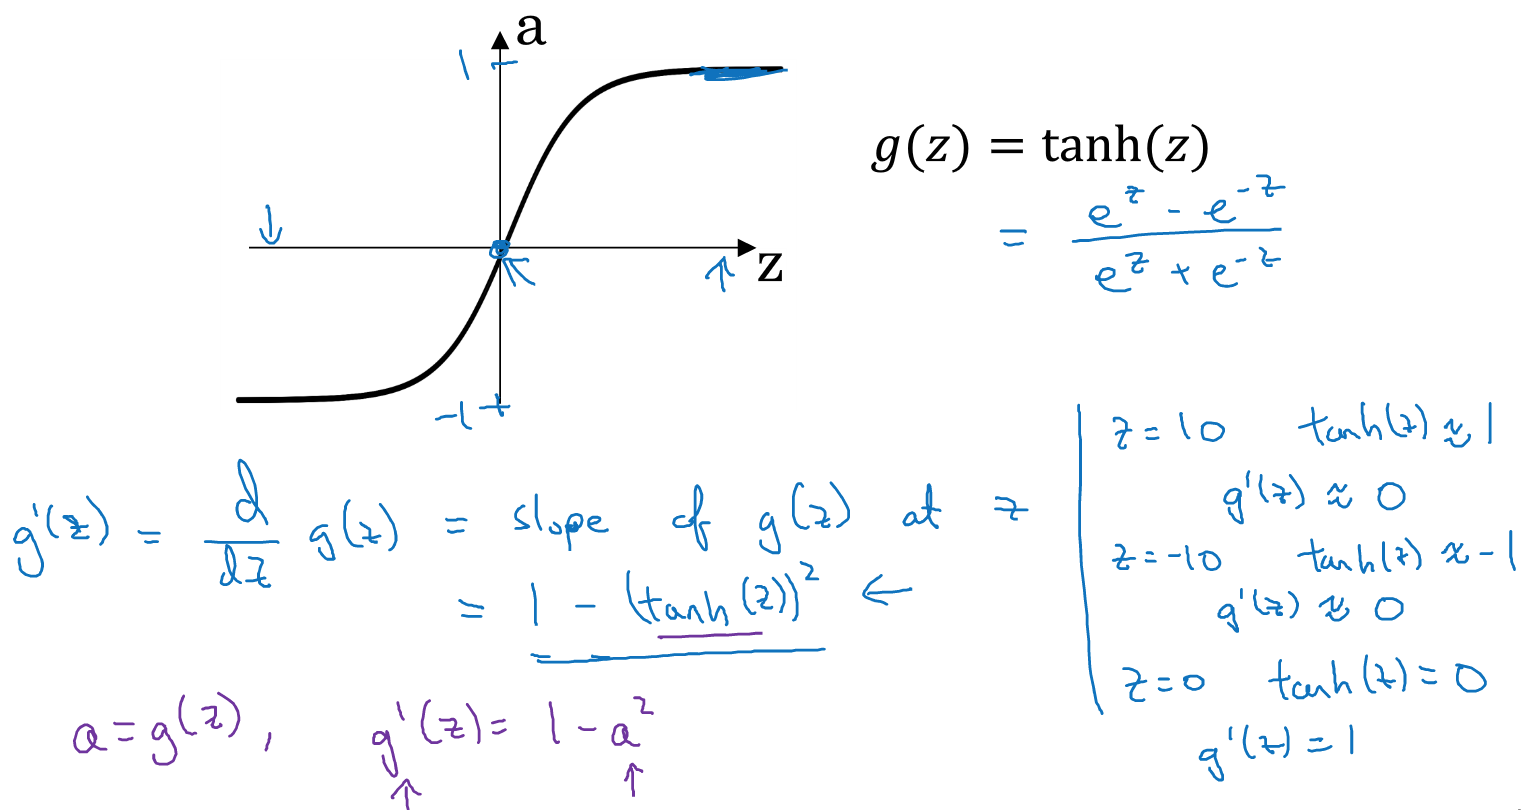 a
1
g(z) = tanh(z)
= (e^z - e^-z) / (e^z + e^-z)
z
-1
g'(z) = d/dz g(z) = slope of g(z) at z
= 1 - (tanh(z))² ←
a = g(z), g'(z) = 1 - a²
z = 10 tanh(z) ≈ 1
g'(z) ≈ 0
z = -10 tanh(z) ≈ -1
g'(z) ≈ 0
z = 0 tanh(z) = 0
g'(z) = 1